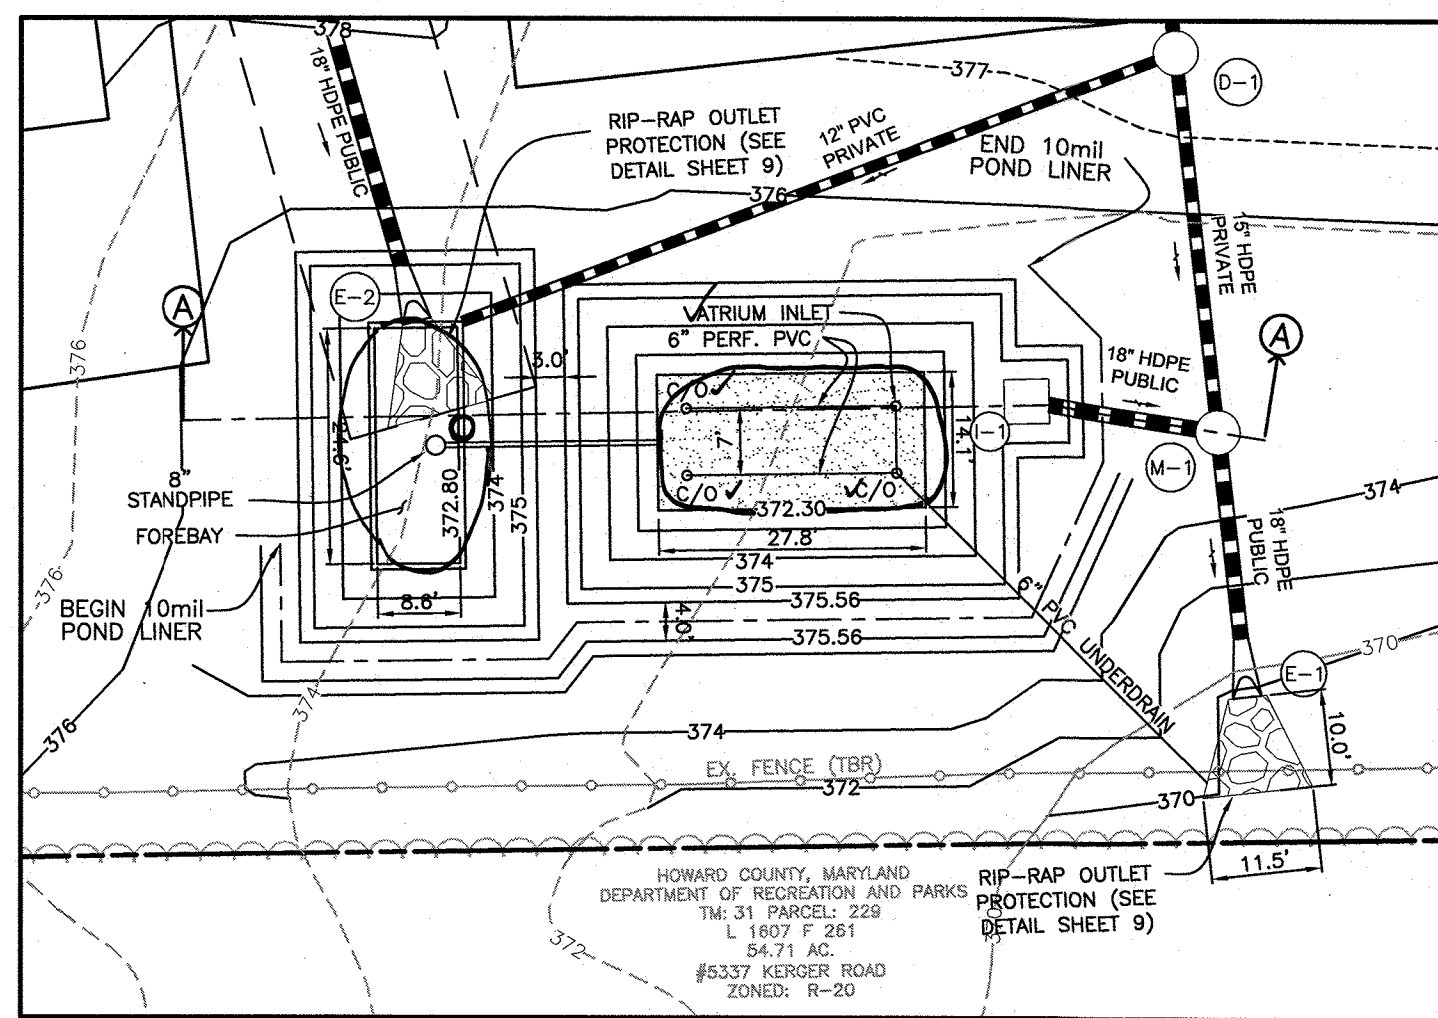 378
18" HDPE PUBLIC
RIP-RAP OUTLET
PROTECTION (SEE
DETAIL SHEET 9)
12" PVC
PRIVATE
377
D-1
END 10mil
POND LINER
376
15" HDPE
PRIVATE
A
E-2
376
3.0'
ATRIUM INLET
6" PERF. PVC
18" HDPE
PUBLIC
A
C/O
7'
14.1'
I-1
M-1
8"
STANDPIPE
FOREBAY
372.80
374
375
C/O
C/O
372.30
27.8'
374
375
375.56
4.0'
375.56
8.6'
374
18" HDPE
PUBLIC
376
BEGIN 10mil
POND LINER
6" PVC UNDERDRAIN
370
E-1
10.0'
374
376
374
EX. FENCE (TBR)
372
370
11.5'
HOWARD COUNTY, MARYLAND
DEPARTMENT OF RECREATION AND PARKS
TM: 31 PARCEL: 229
L 1607 F 261
54.71 AC.
#5337 KERGER ROAD
ZONED: R-20
RIP-RAP OUTLET
PROTECTION (SEE
DETAIL SHEET 9)
372